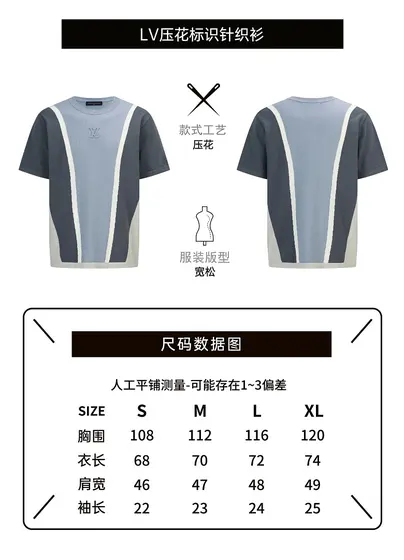 LV压花标识针织衫
款式工艺
压花
服装版型
宽松
尺码数据图
人工平铺测量-可能存在1~3偏差
SIZE S M L XL
胸围 108 112 116 120
衣长 68 70 72 74
肩宽 46 47 48 49
袖长 22 23 24 25